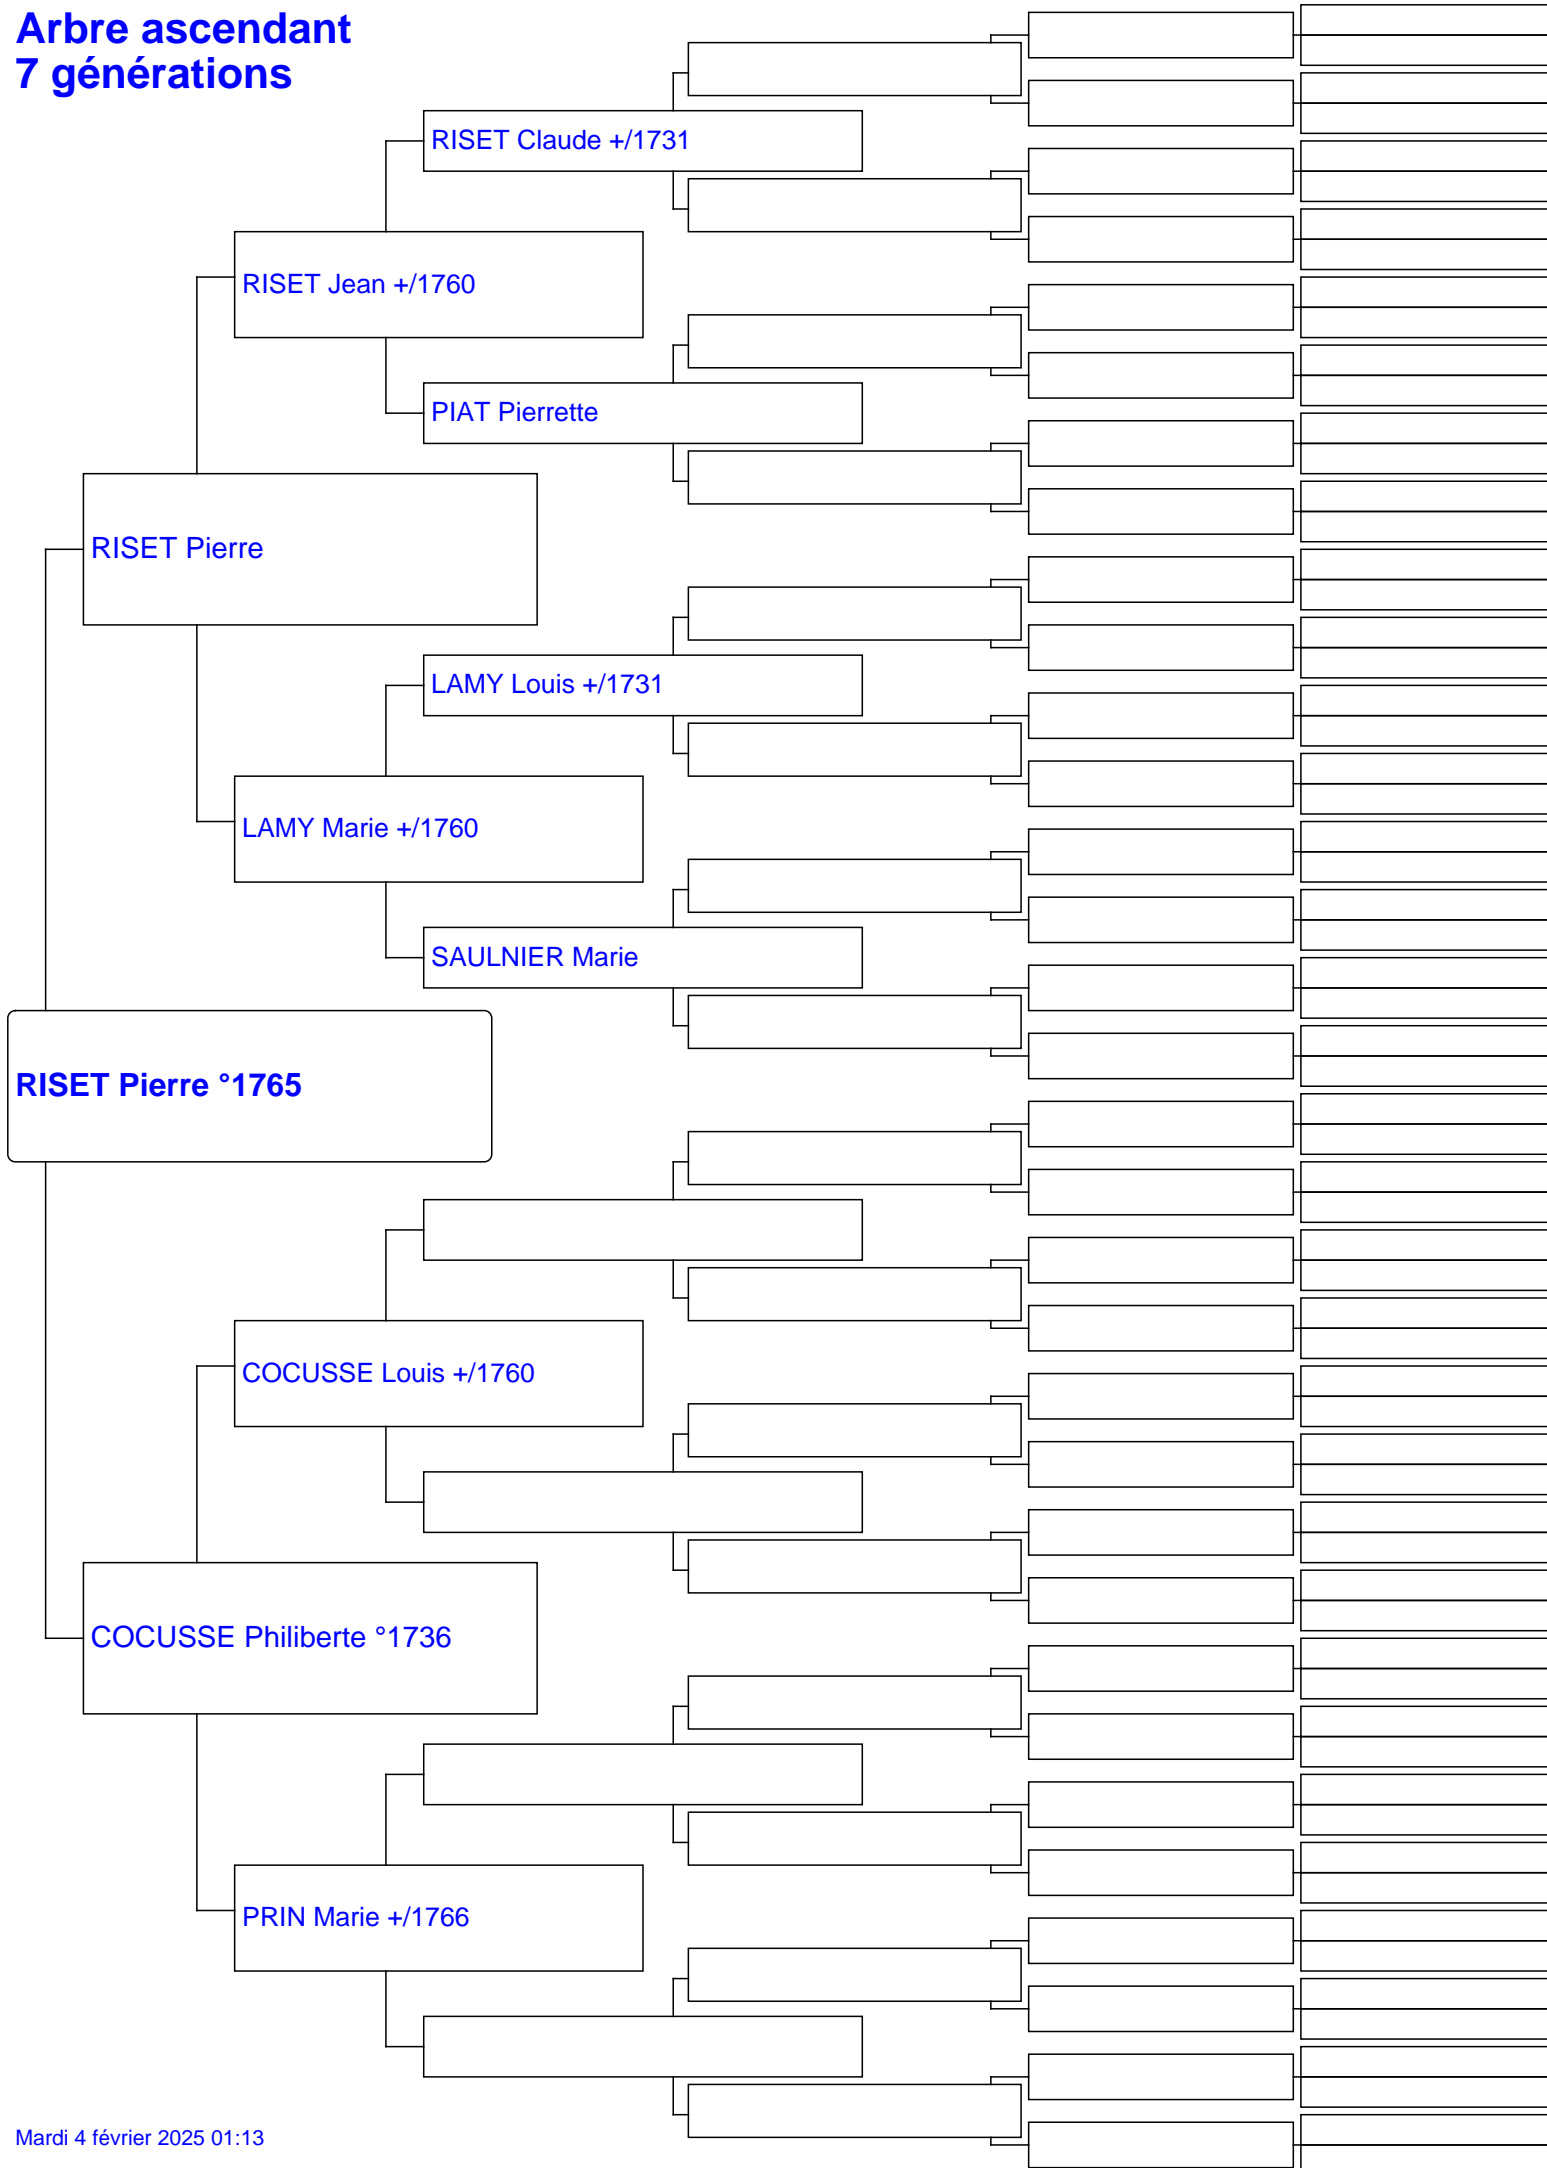 Arbre ascendant
7 générations
RISET Claude +/1731
RISET Jean +/1760
PIAT Pierrette
RISET Pierre
LAMY Louis +/1731
LAMY Marie +/1760
SAULNIER Marie
RISET Pierre °1765
COCUSSE Louis +/1760
COCUSSE Philiberte °1736
PRIN Marie +/1766
Mardi 4 février 2025 01:13